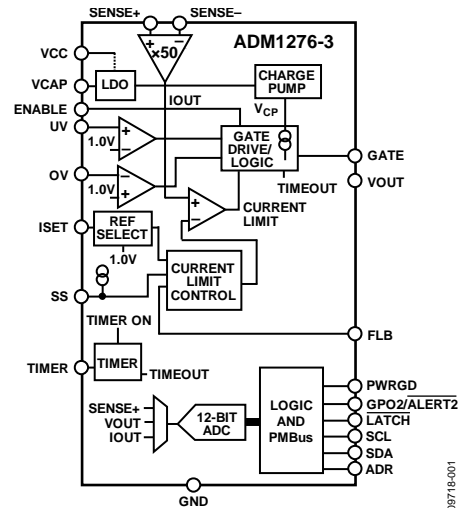 SENSE+ SENSE–
ADM1276-3
+ –
×50
VCC
VCAP
LDO
CHARGE
PUMP
IOUT
VCP
ENABLE
UV
+
1.0V
–
GATE
DRIVE/
LOGIC
GATE
OV
–
1.0V
+
TIMEOUT
VOUT
+
–
CURRENT
LIMIT
ISET
REF
SELECT
1.0V
CURRENT
LIMIT
CONTROL
SS
TIMER ON
FLB
TIMER
TIMER
TIMEOUT
PWRGD
SENSE+
VOUT
IOUT
12-BIT
ADC
LOGIC
AND
PMBus
GPO2/ALERT2
LATCH
SCL
SDA
ADR
GND
09718-001